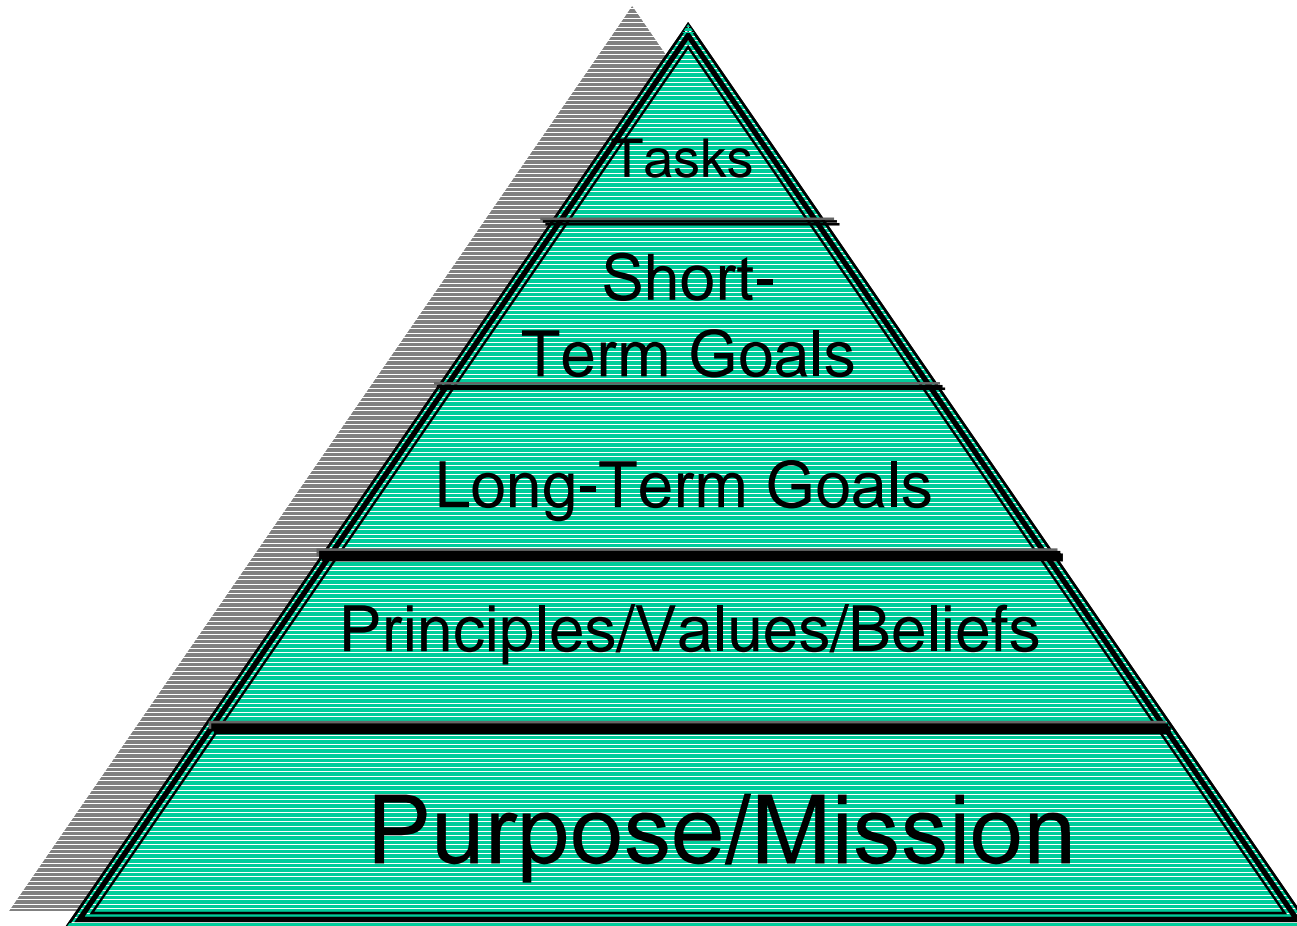 Tasks
Short-
Term Goals
Long-Term Goals
Principles/Values/Beliefs
Purpose/Mission